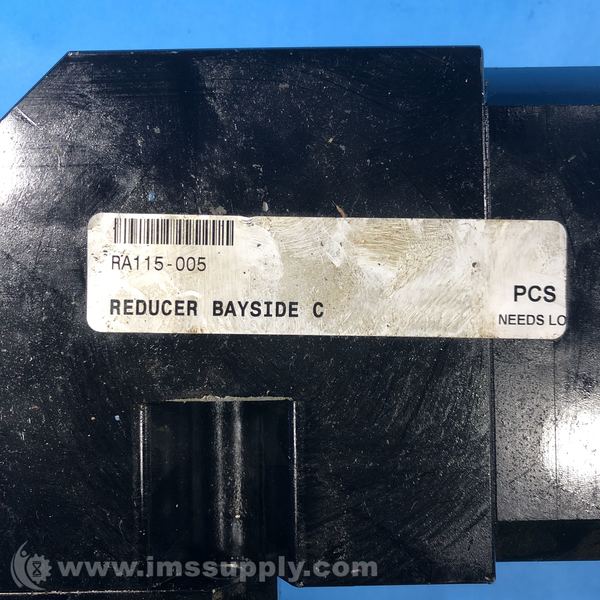 RA115-005
REDUCER BAYSIDE C
PCS
NEEDS LO
www.imssupply.com